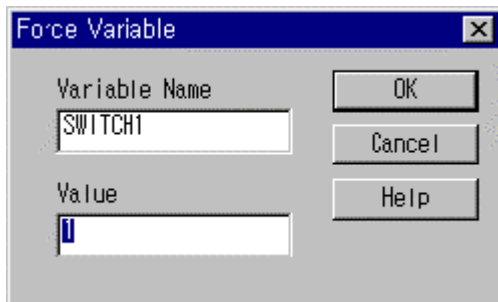 Force Variable
Variable Name
SWITCH1
Value
1
OK
Cancel
Help